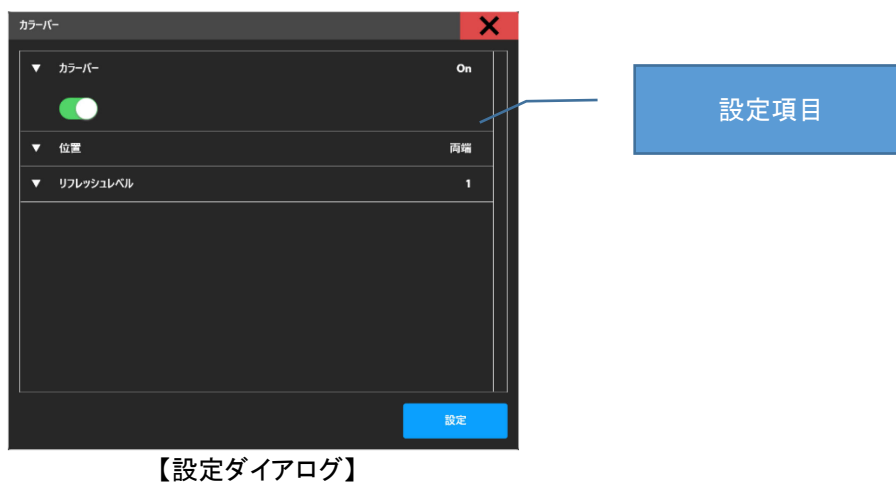 カラーバー
▼ カラーバー On
設定項目
▼ 位置 両端
▼ リフレッシュレベル 1
設定
【設定ダイアログ】